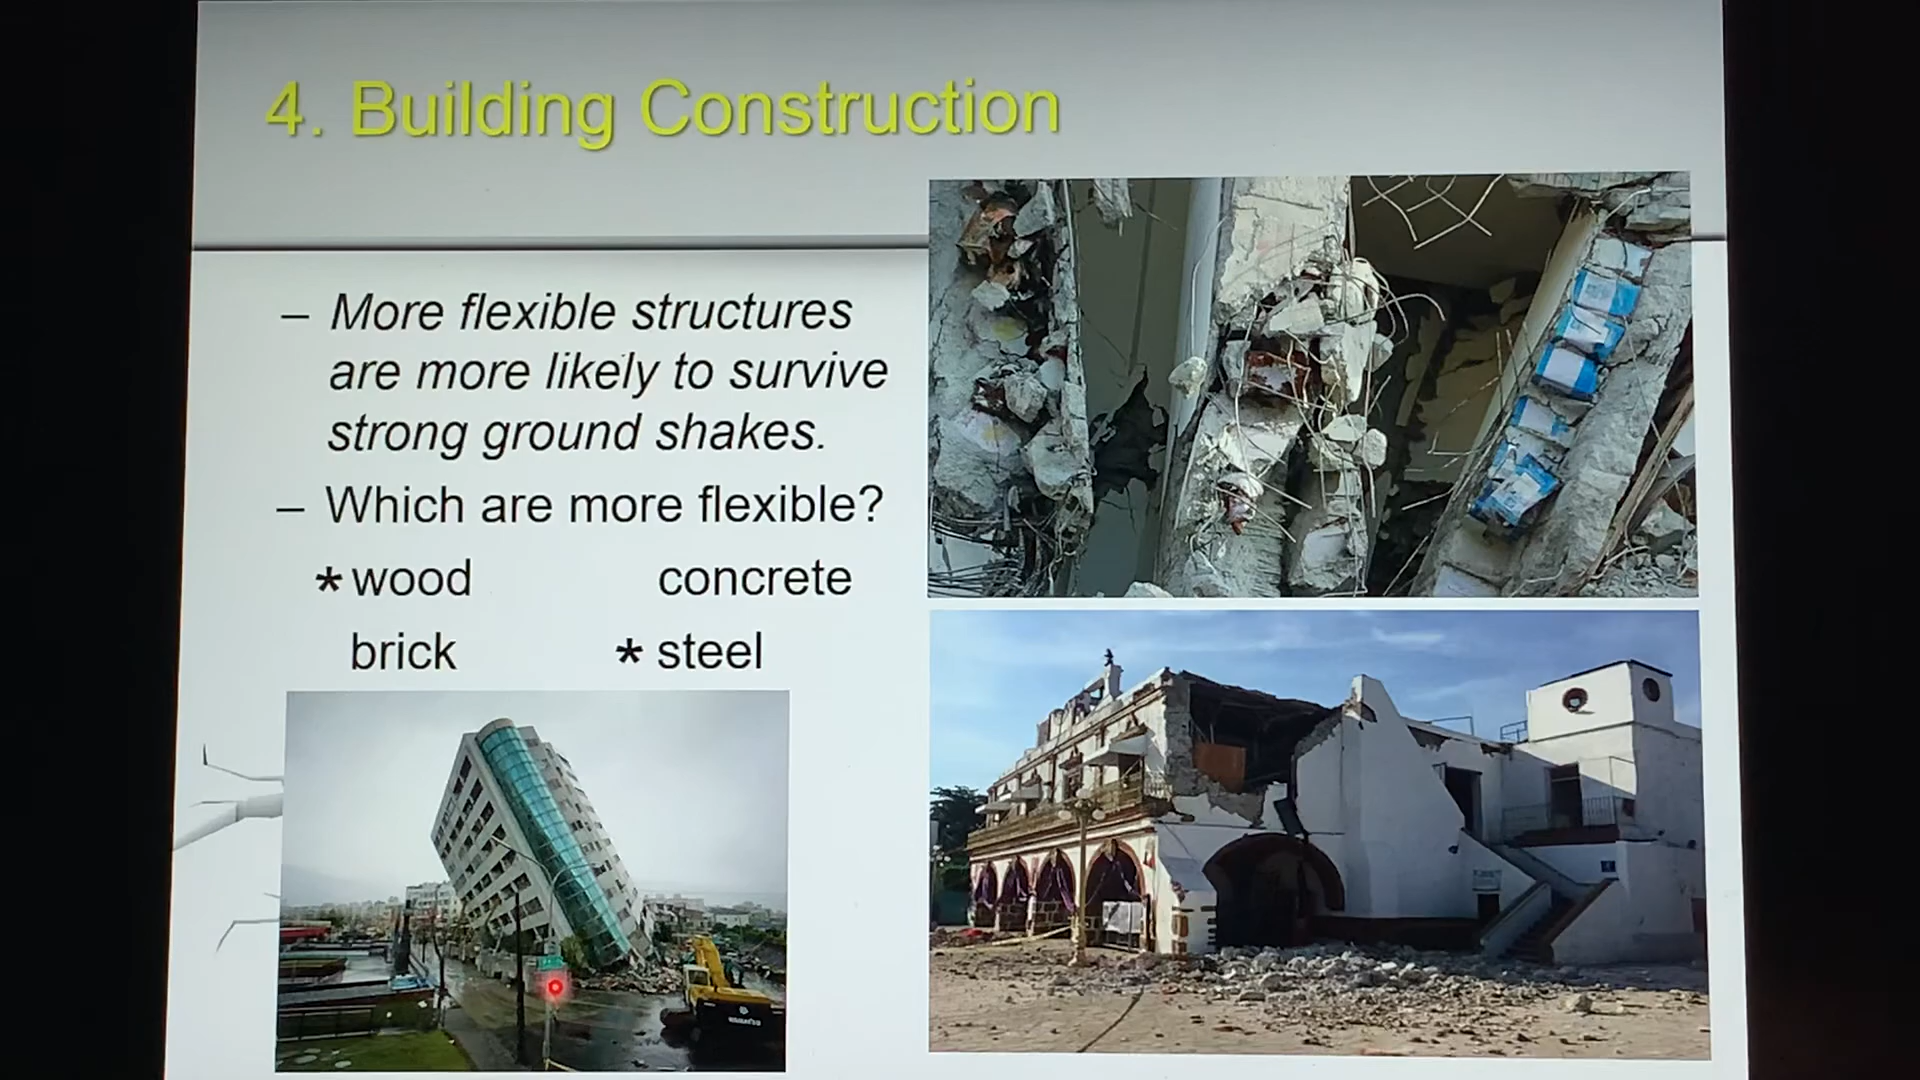 4. Building Construction
– More flexible structures
are more likely to survive
strong ground shakes.
– Which are more flexible?
* wood concrete
brick * steel